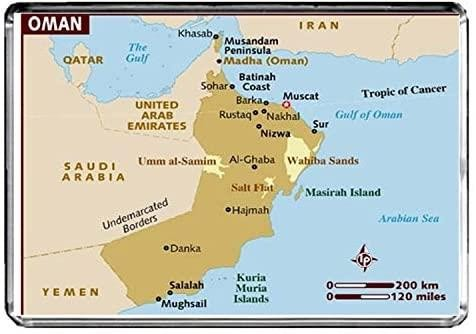 OMAN
Khasab
Musandam
Peninsula
IRAN
The
Gulf
QATAR
Madha (Oman)
Batinah
Coast
Sohar
Muscat
Tropic of Cancer
UNITED
ARAB
EMIRATES
Barka
Rustaq
Nakhal
Gulf of Oman
Sur
Nizwa
SAUDI
ARABIA
Umm al-Samim
Al-Ghaba
Wahiba Sands
Salt Flat
Masirah Island
Undemarcated
Borders
Hajmah
Arabian Sea
Danka
YEMEN
Salalah
Mughsail
Kuria
Muria
Islands
0 200 km
0 120 miles